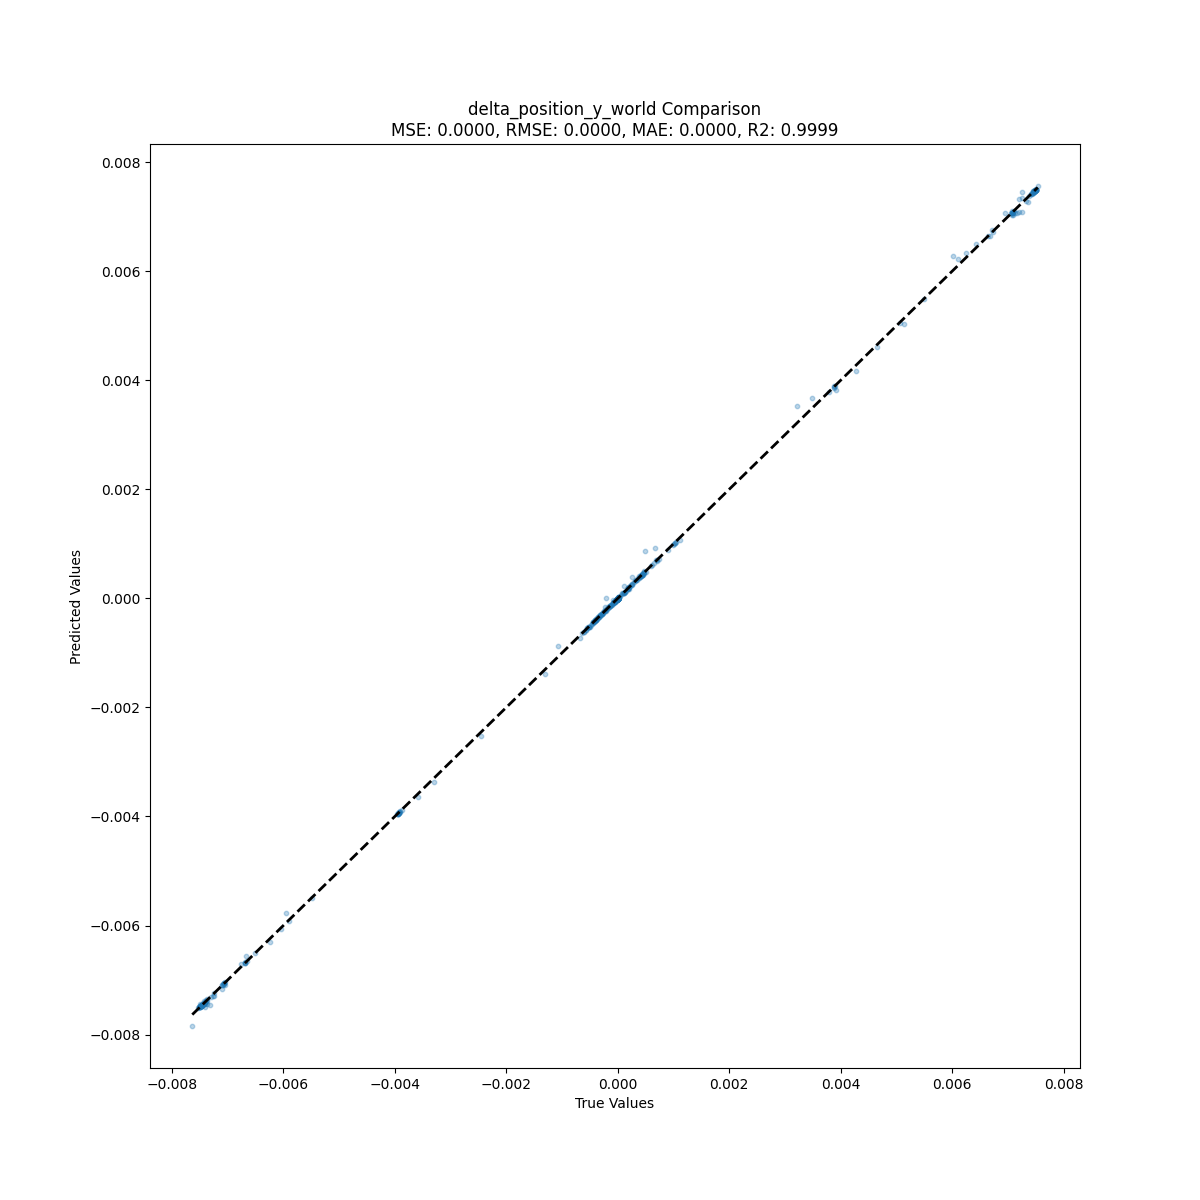 delta_position_y_world Comparison
MSE: 0.0000, RMSE: 0.0000, MAE: 0.0000, R2: 0.9999
0.008
0.006
0.004
0.002
0.000
−0.002
−0.004
−0.006
−0.008
Predicted Values
−0.008 −0.006 −0.004 −0.002 0.000 0.002 0.004 0.006 0.008
True Values